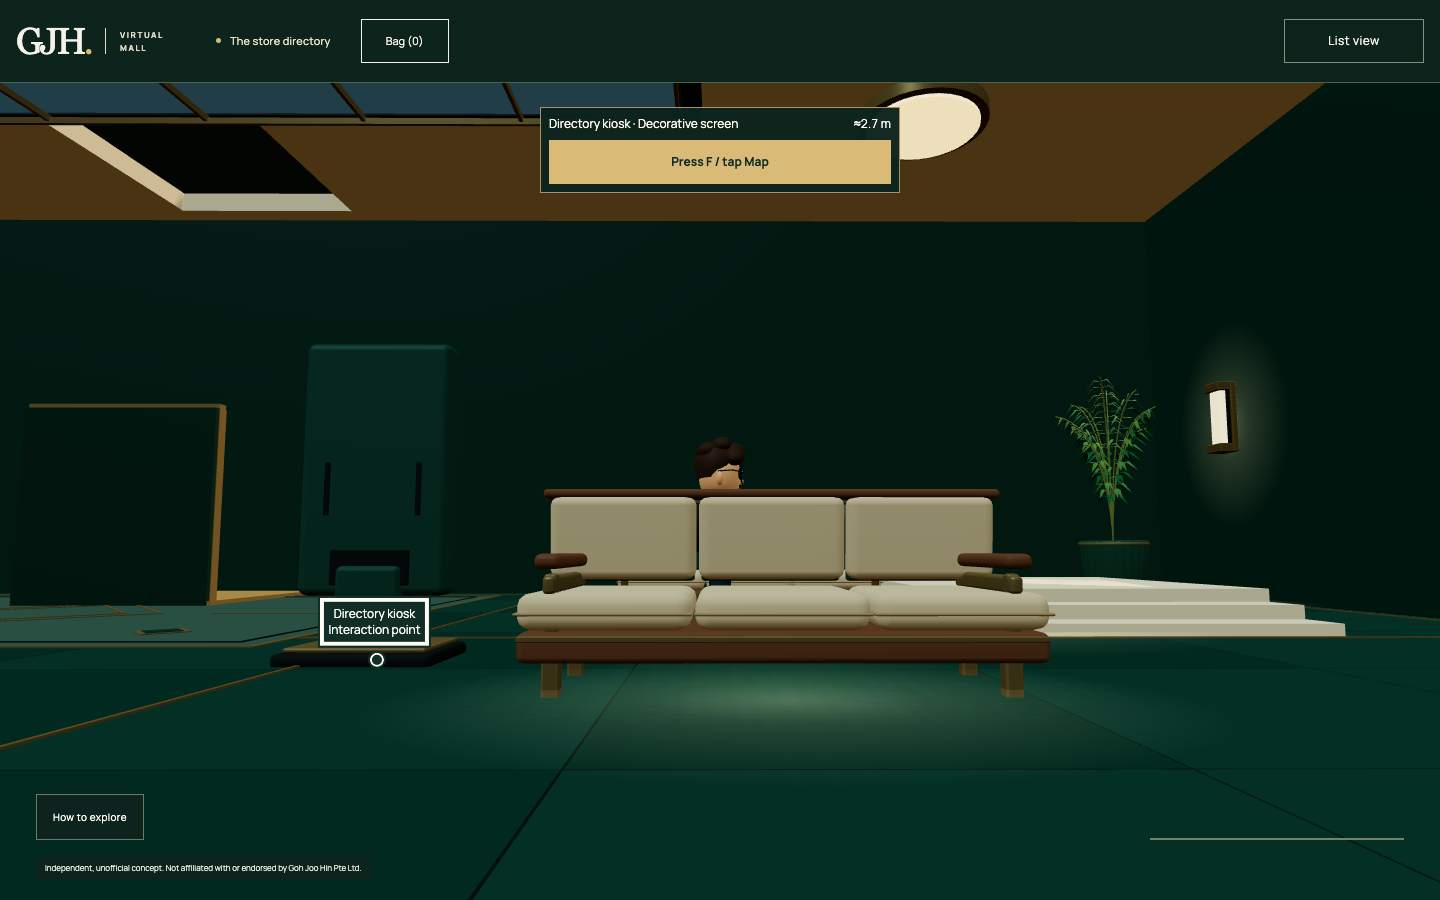 GJH.
VIRTUAL
MALL
The store directory
Bag (0)
List view
Directory kiosk · Decorative screen
≈2.7 m
Press F / tap Map
Directory kiosk
Interaction point
How to explore
Independent, unofficial concept. Not affiliated with or endorsed by Goh Joo Hin Pte Ltd.